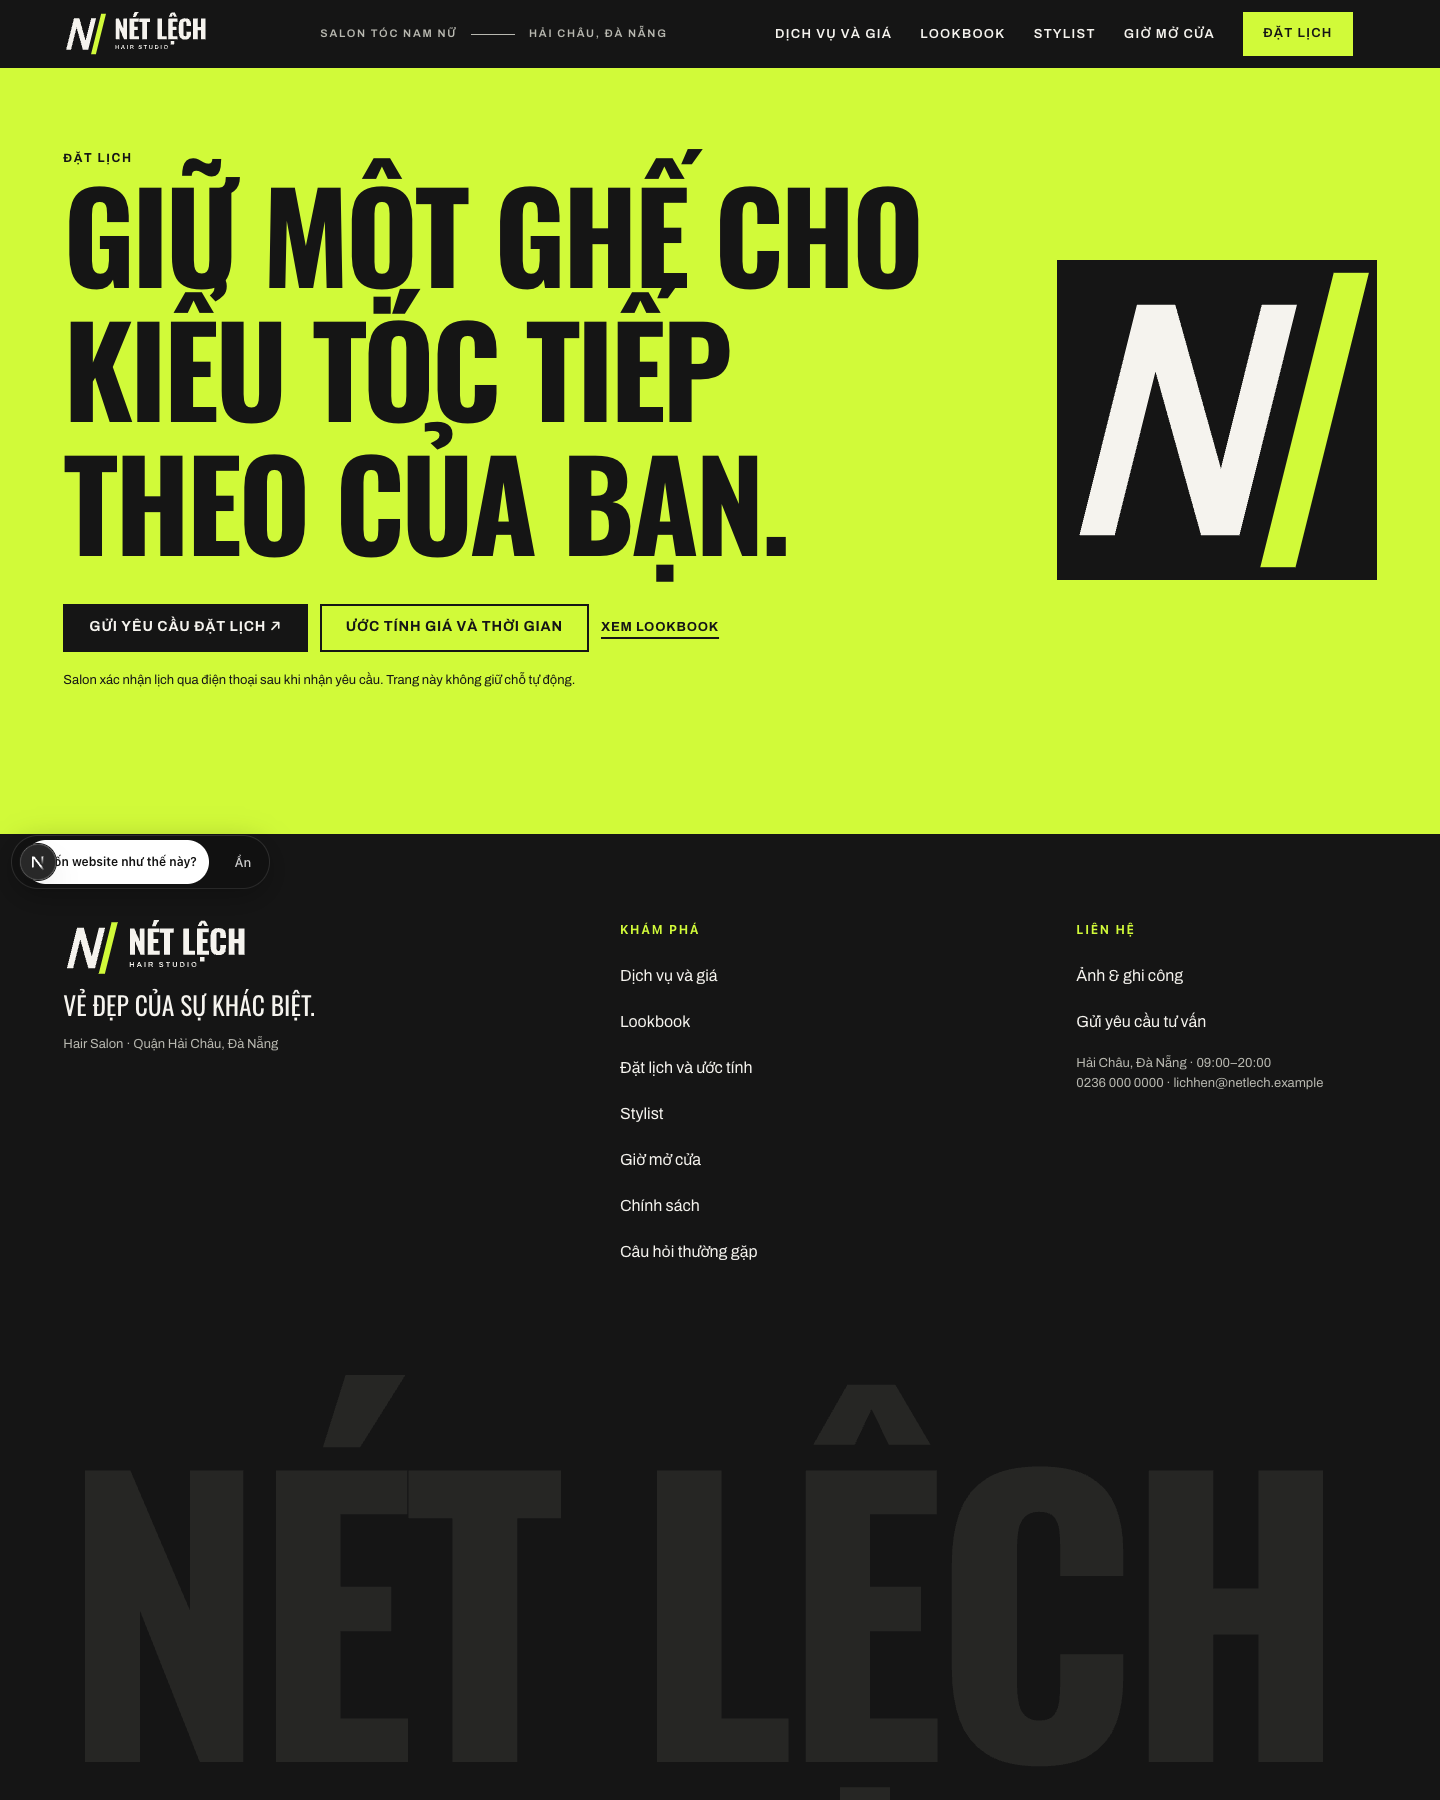 N/ NÉT LỆCH
HAIR STUDIO
SALON TÓC NAM NỮ
HẢI CHÂU, ĐÀ NẴNG
DỊCH VỤ VÀ GIÁ
LOOKBOOK
STYLIST
GIỜ MỞ CỬA
ĐẶT LỊCH
ĐẶT LỊCH
GIỮ MỘT GHẾ CHO
KIỂU TÓC TIẾP
THEO CỦA BẠN.
N/
GỬI YÊU CẦU ĐẶT LỊCH ↗
ƯỚC TÍNH GIÁ VÀ THỜI GIAN
XEM LOOKBOOK
Salon xác nhận lịch qua điện thoại sau khi nhận yêu cầu. Trang này không giữ chỗ tự động.
N
website như thế này?
Ẩn
N/ NÉT LỆCH
HAIR STUDIO
VẺ ĐẸP CỦA SỰ KHÁC BIỆT.
Hair Salon · Quận Hải Châu, Đà Nẵng
KHÁM PHÁ
Dịch vụ và giá
Lookbook
Đặt lịch và ước tính
Stylist
Giờ mở cửa
Chính sách
Câu hỏi thường gặp
LIÊN HỆ
Ảnh & ghi công
Gửi yêu cầu tư vấn
Hải Châu, Đà Nẵng · 09:00–20:00
0236 000 0000 · lichhen@netlech.example
NÉT LỆCH